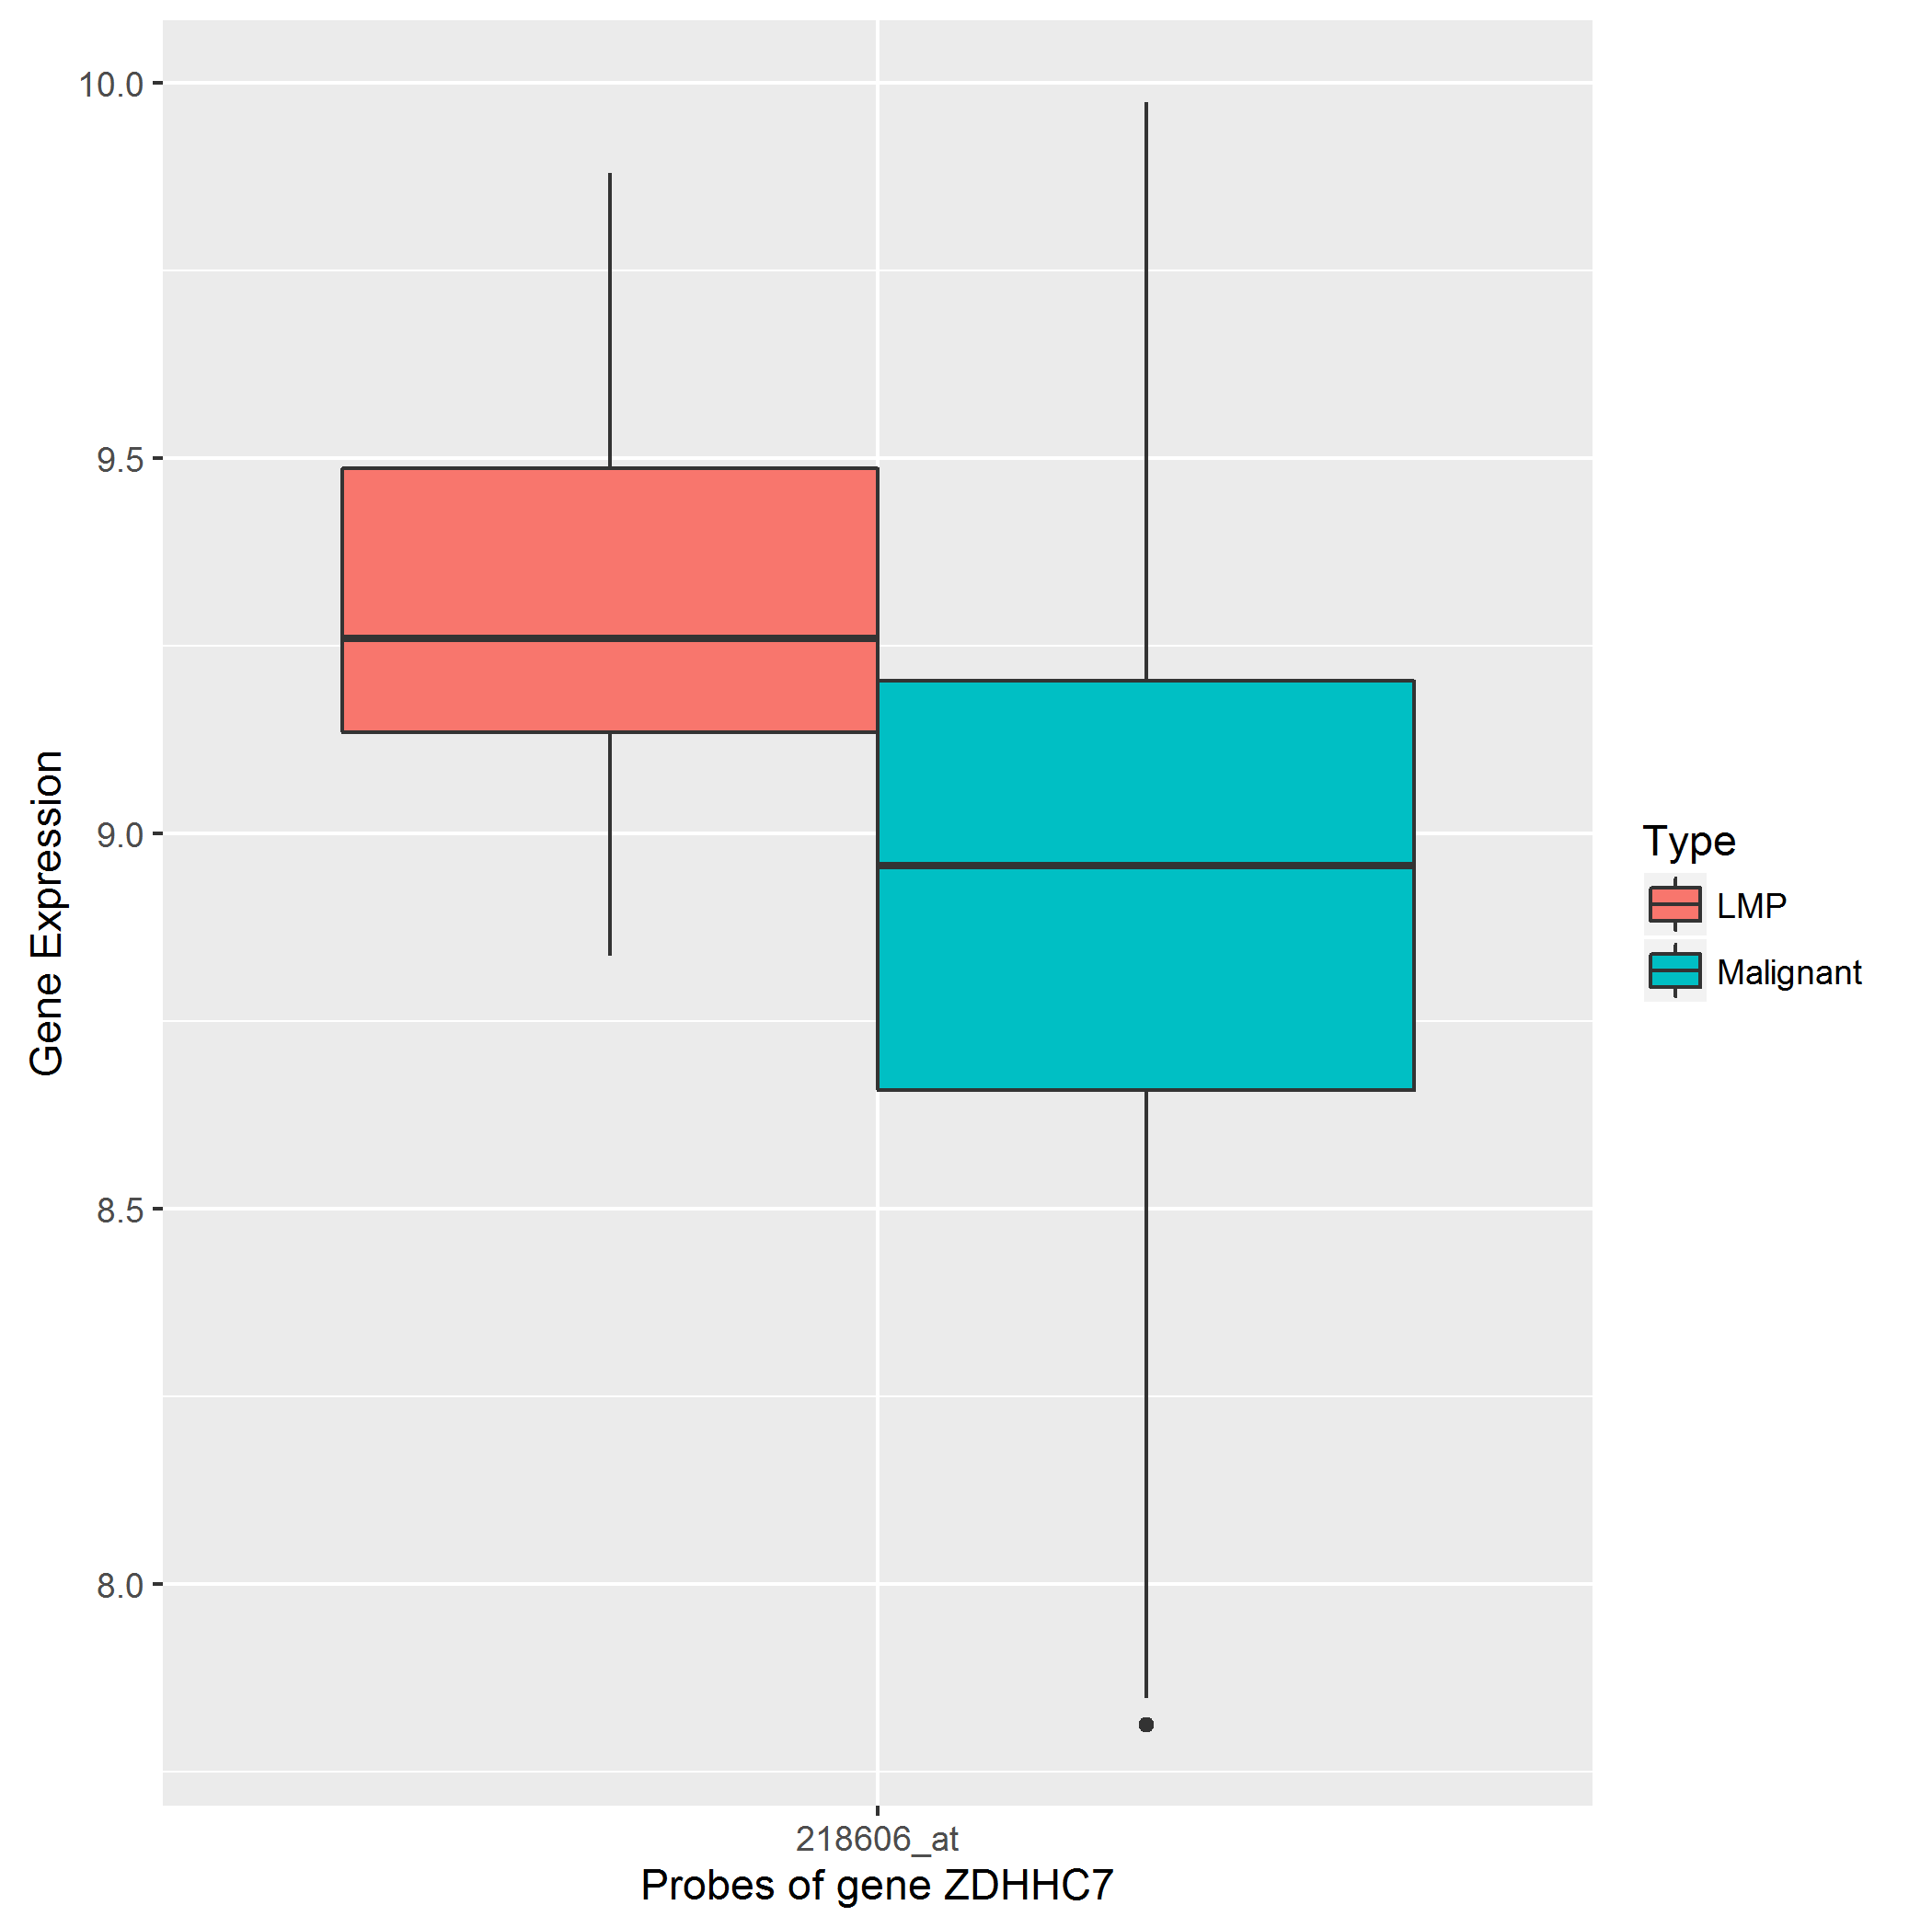 10.0
9.5
9.0
8.5
8.0
Gene Expression
218606_at
Probes of gene ZDHHC7
Type
LMP
Malignant